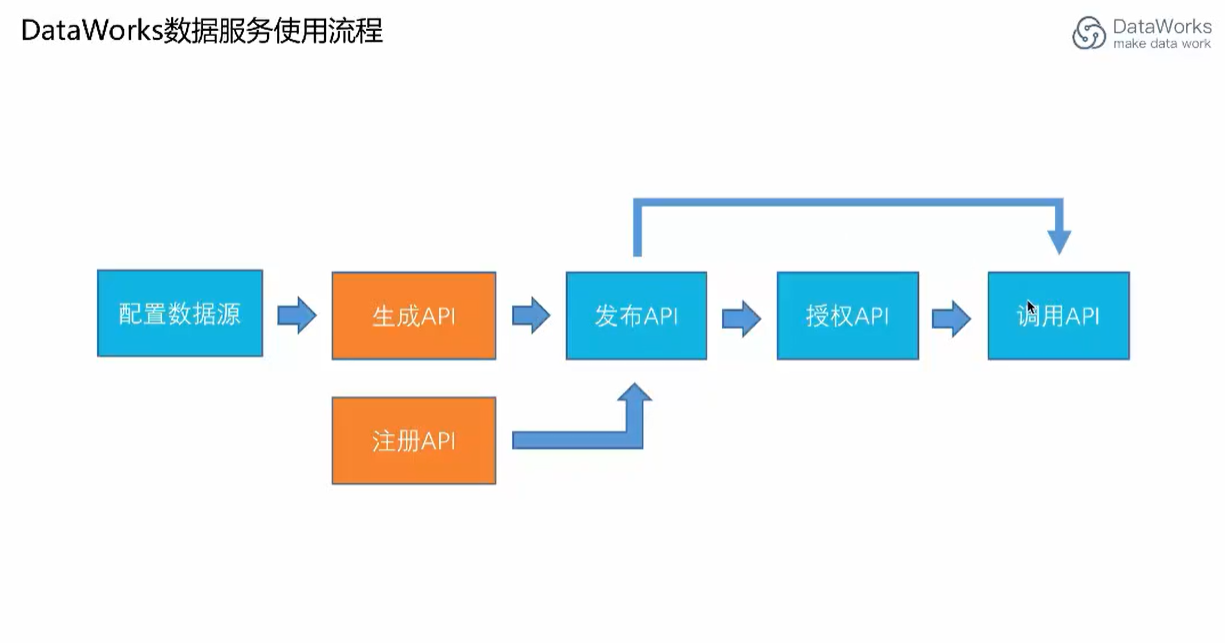 DataWorks数据服务使用流程
DataWorks
make data work
配置数据源
生成API
发布API
授权API
调用API
注册API